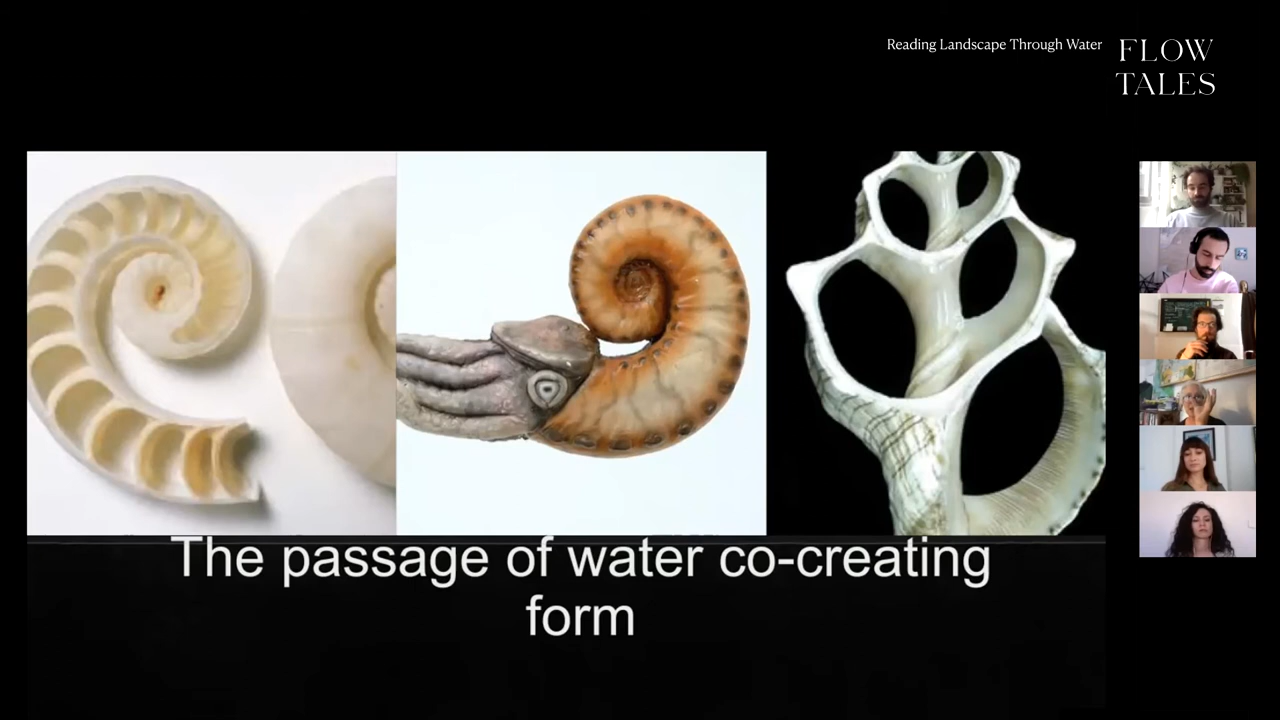 Reading Landscape Through Water
FLOW
TALES
The passage of water co-creating
form